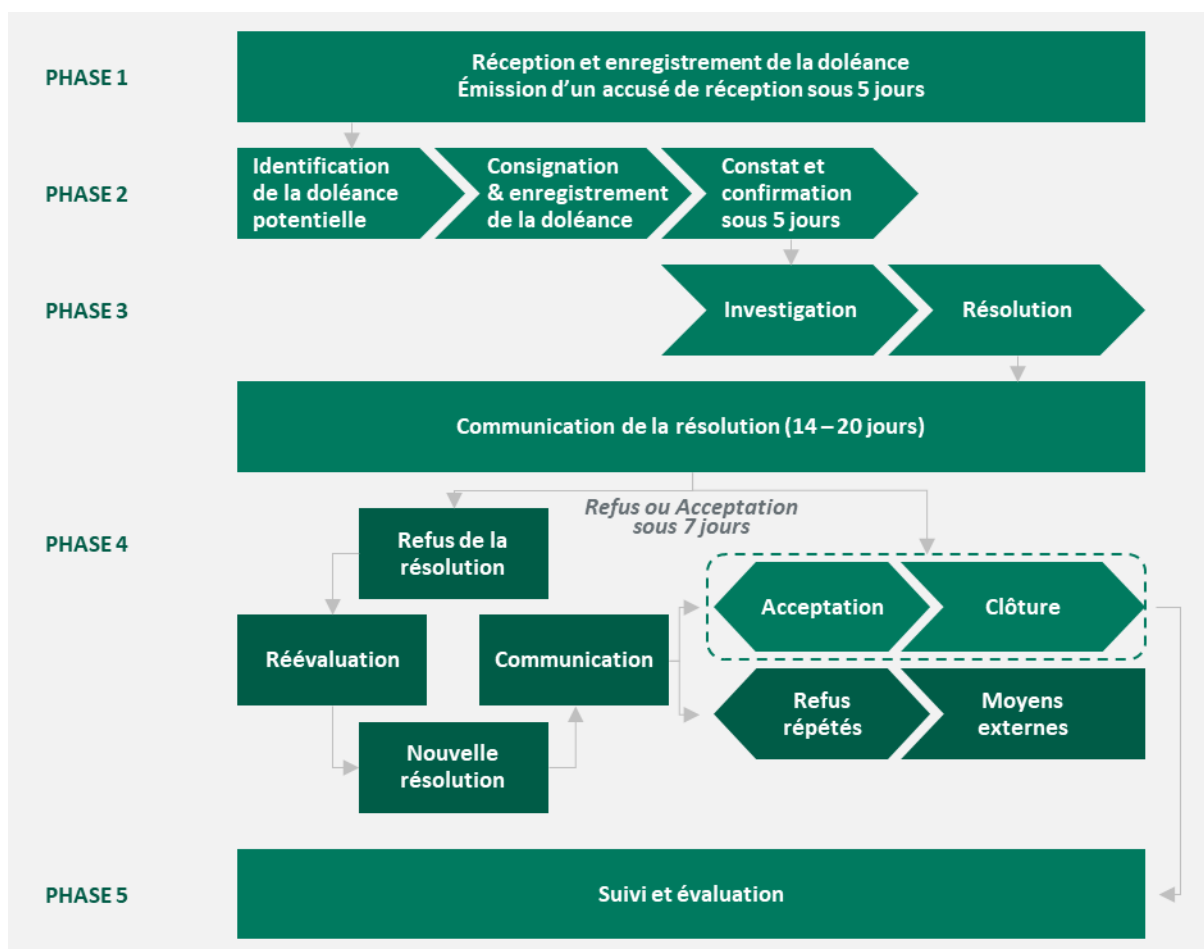 PHASE 1
Réception et enregistrement de la doléance
Émission d'un accusé de réception sous 5 jours
PHASE 2
Identification
de la doléance
potentielle
Consignation
& enregistrement
de la doléance
Constat et
confirmation
sous 5 jours
PHASE 3
Investigation
Résolution
Communication de la résolution (14 – 20 jours)
PHASE 4
Refus ou Acceptation
sous 7 jours
Refus de la
résolution
Réévaluation
Nouvelle
résolution
Communication
Acceptation
Clôture
Refus
répétés
Moyens
externes
PHASE 5
Suivi et évaluation